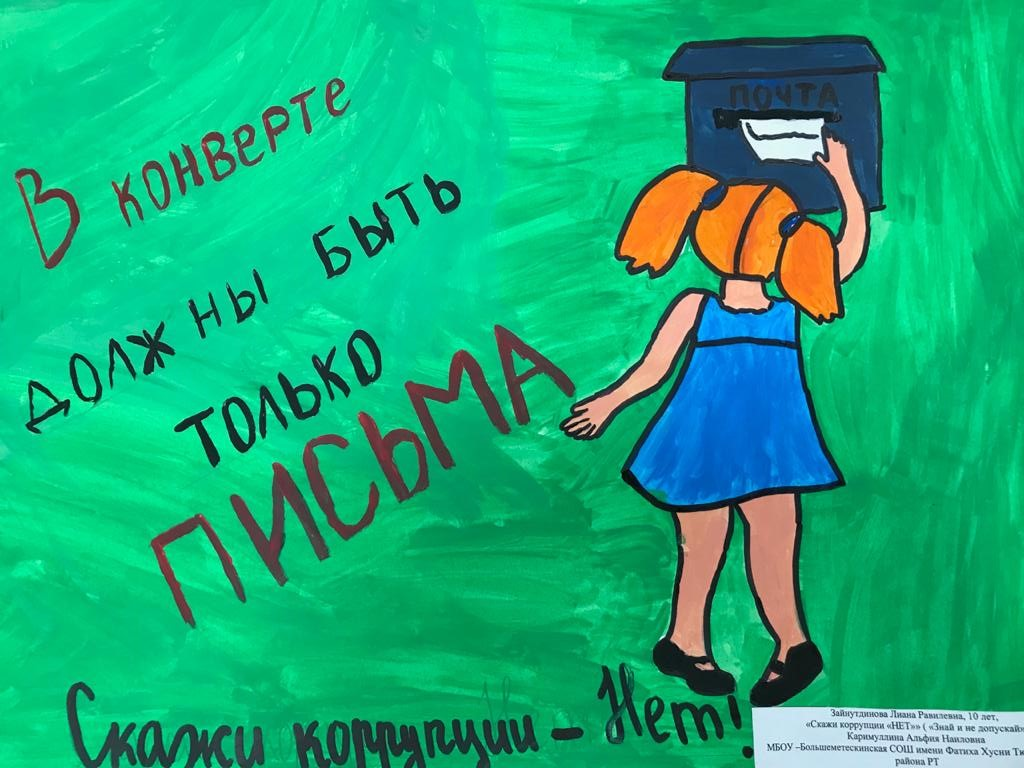 В конверте
должны быть
только
письма
ПОЧТА
Скажи коррупции – Нет!
Зайнутдинова Лиана Равилевна, 10 лет,
«Скажи коррупции «НЕТ»» ( «Знай и не допускай»
Каримуллина Альфия Наиловна
МБОУ –Большеметескинская СОШ имени Фатиха Хусни
района РТ